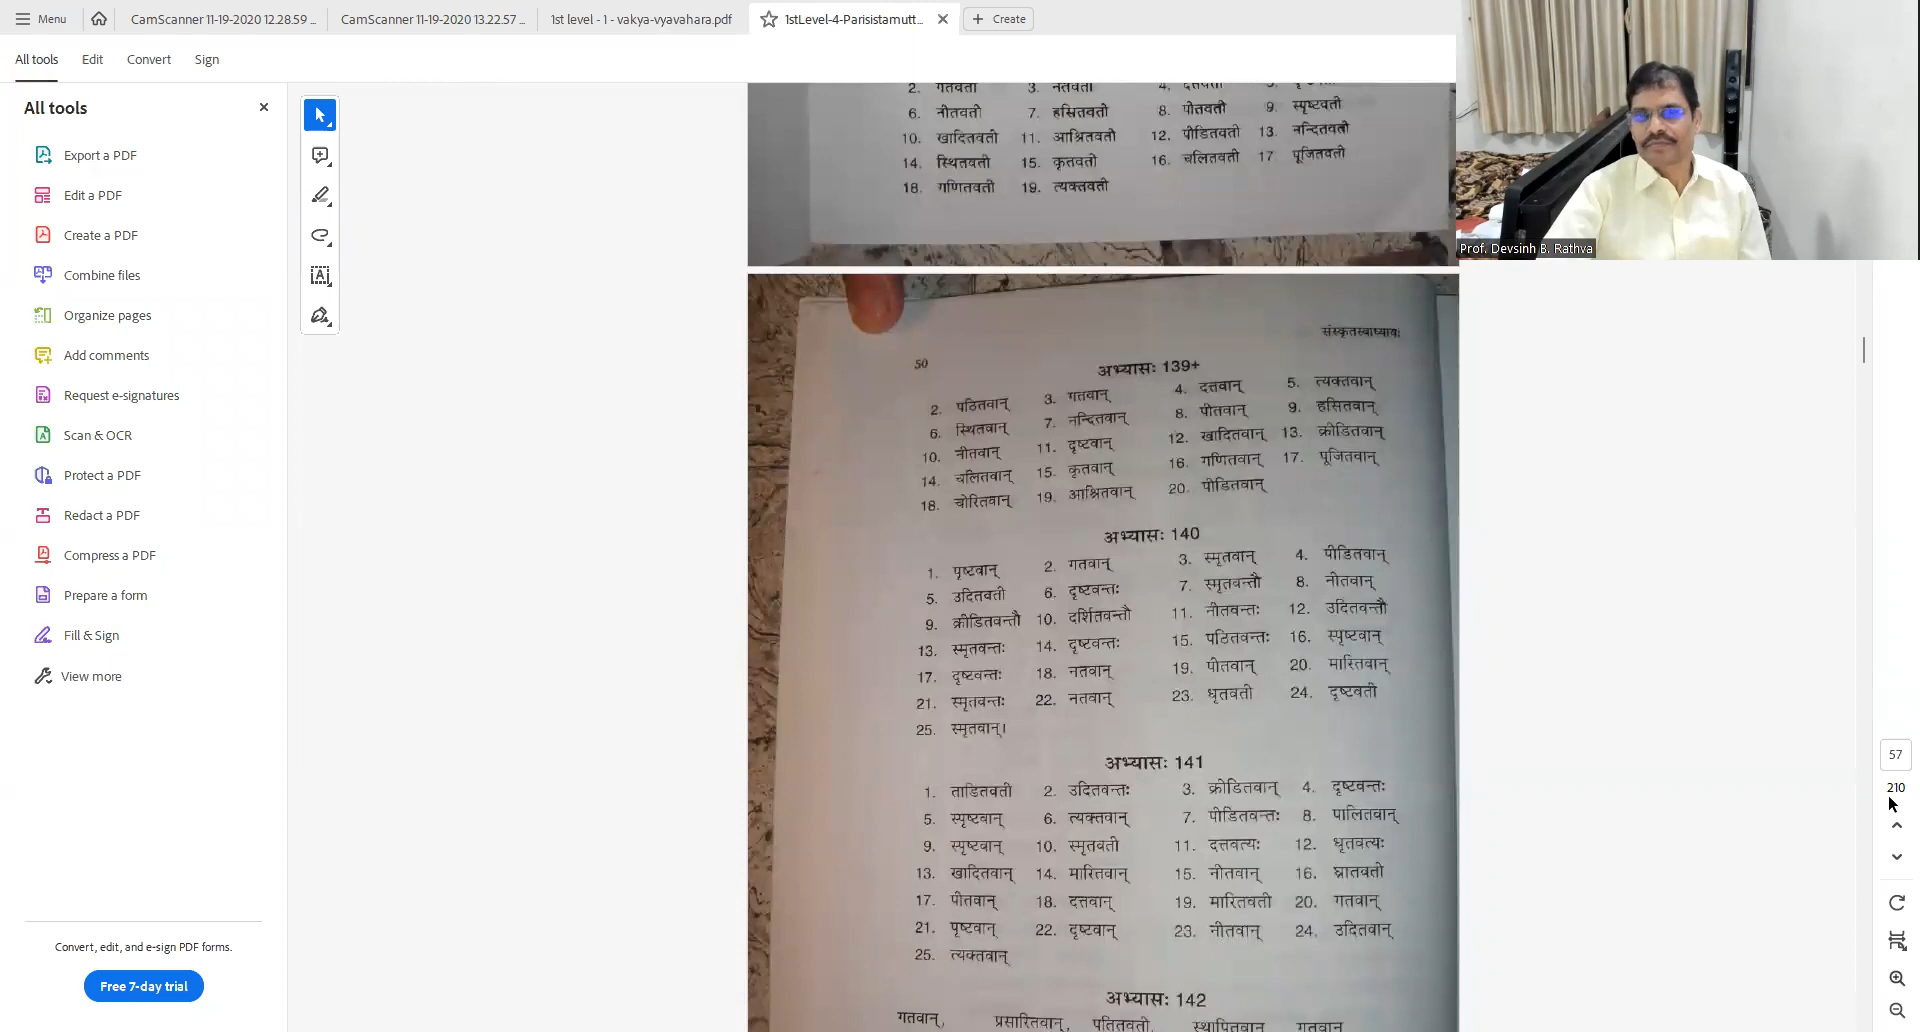 Menu
CamScanner 11-19-2020 12.28.59 ...
CamScanner 11-19-2020 13.22.57 ...
1st level - 1 - vakya-vyavahara.pdf
1stLevel-4-Parisistamutt...
Create
All tools Edit Convert Sign
All tools
Export a PDF
Edit a PDF
Create a PDF
Combine files
Organize pages
Add comments
Request e-signatures
Scan & OCR
Protect a PDF
Redact a PDF
Compress a PDF
Prepare a form
Fill & Sign
View more
Convert, edit, and e-sign PDF forms.
Free 7-day trial
2. गतवती 3. नतवती 4. दत्तवती
6. नीतवती 7. हसितवती 8. पीतवती 9. स्पृष्टवती
10. खादितवती 11. आश्रितवती 12. पीडितवती 13. नन्दितवती
14. स्थितवती 15. कृतवती 16. चलितवती 17 पूजितवती
18. गणितवती 19. त्यक्तवती
संस्कृतस्वाध्यायः
50
अभ्यासः 139+
2. पठितवान् 3. गतवान् 4. दत्तवान् 5. त्यक्तवान्
6. स्थितवान् 7. नन्दितवान् 8. पीतवान् 9. हसितवान्
10. नीतवान् 11. दृष्टवान् 12. खादितवान् 13. क्रीडितवान्
14. चलितवान् 15. कृतवान् 16. गणितवान् 17. पूजितवान्
18. चोरितवान् 19. आश्रितवान् 20. पीडितवान्
अभ्यासः 140
1. पृष्टवान् 2. गतवान् 3. स्मृतवान् 4. पीडितवान्
5. उदितवती 6. दृष्टवन्तः 7. स्मृतवन्तौ 8. नीतवान्
9. क्रीडितवन्तौ 10. दर्शितवन्तौ 11. नीतवन्तः 12. उदितवन्तौ
13. स्मृतवन्तः 14. दृष्टवन्तः 15. पठितवन्तः 16. स्पृष्टवान्
17. दृष्टवन्तः 18. नतवान् 19. पीतवान् 20. मारितवान्
21. स्मृतवन्तः 22. नतवान् 23. धृतवती 24. दृष्टवती
25. स्मृतवान्।
अभ्यासः 141
1. ताडितवती 2. उदितवन्तः 3. क्रीडितवान् 4. दृष्टवन्तः
5. स्पृष्टवान् 6. त्यक्तवान् 7. पीडितवन्तः 8. पालितवान्
9. स्पृष्टवान् 10. स्मृतवती 11. दत्तवत्यः 12. धृतवत्यः
13. खादितवान् 14. मारितवान् 15. नीतवान् 16. घ्रातवती
17. पीतवान् 18. दत्तवान् 19. मारितवती 20. गतवान्
21. पृष्टवान् 22. दृष्टवान् 23. नीतवान् 24. उदितवान्
25. त्यक्तवान्
अभ्यासः 142
गतवान्, प्रसारितवान्, पतितवती, स्थापितवान्, गतवान्
Prof. Devsinh B. Rathva
57
210